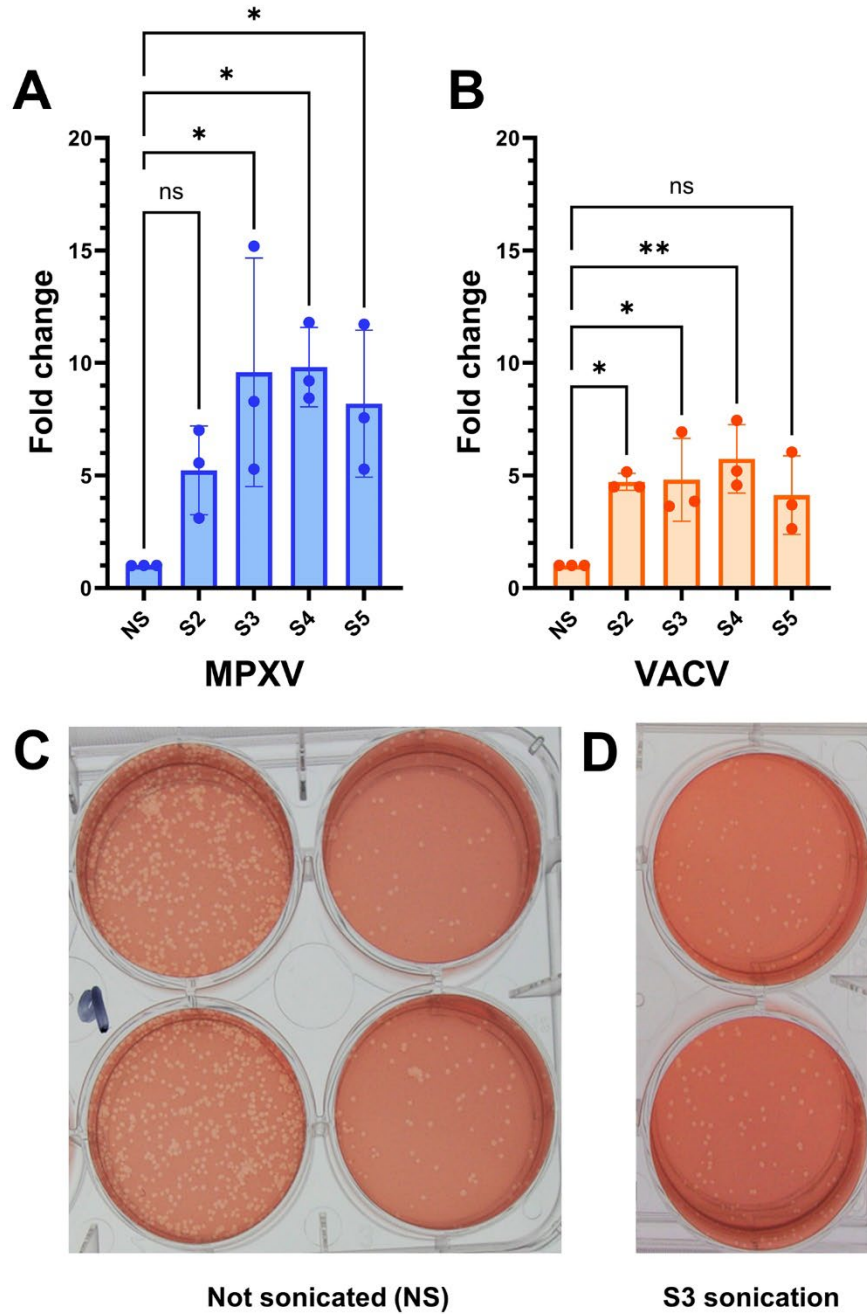 A
*
*
*
ns
20
15
10
5
0
Fold change
NS
S2
S3
S4
S5
MPXV
B
ns
**
*
*
20
15
10
5
0
Fold change
NS
S2
S3
S4
S5
VACV
C
D
Not sonicated (NS)
S3 sonication